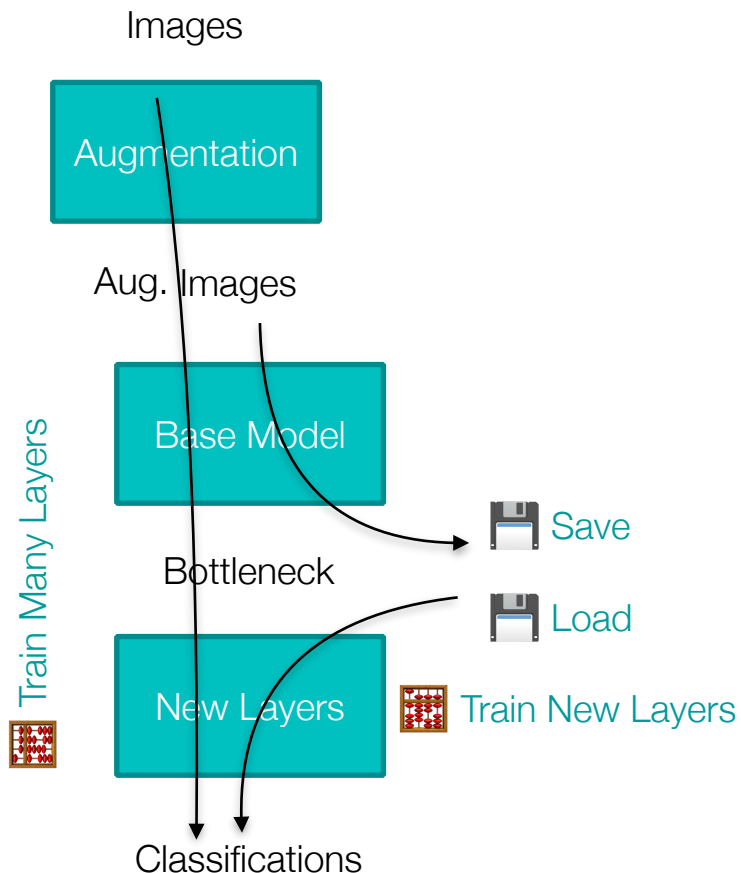 Images
Augmentation
Aug. Images
Base Model
Train Many Layers
Save
Bottleneck
Load
New Layers
Train New Layers
Classifications